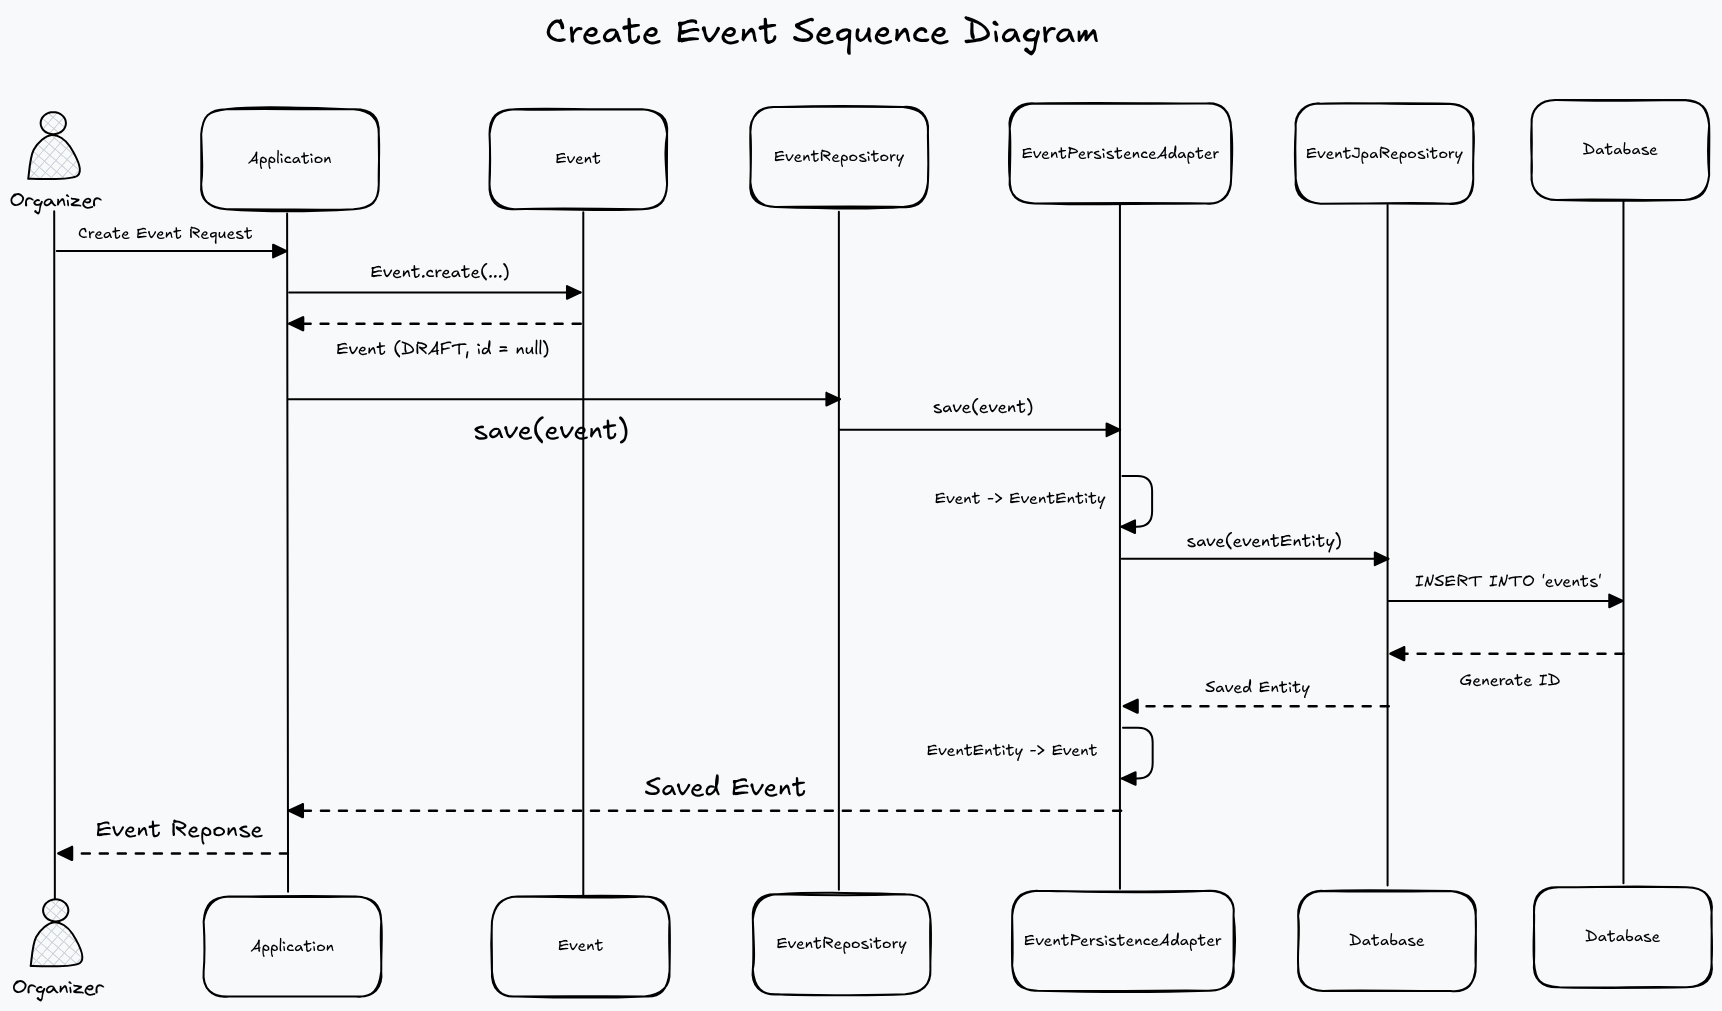 Create Event Sequence Diagram
Organizer
Application
Event
EventRepository
EventPersistenceAdapter
EventJpaRepository
Database
Create Event Request
Event.create(...)
Event (DRAFT, id = null)
save(event)
save(event)
Event -> EventEntity
save(eventEntity)
INSERT INTO 'events'
Generate ID
Saved Entity
EventEntity -> Event
Saved Event
Event Reponse
Organizer
Application
Event
EventRepository
EventPersistenceAdapter
Database
Database